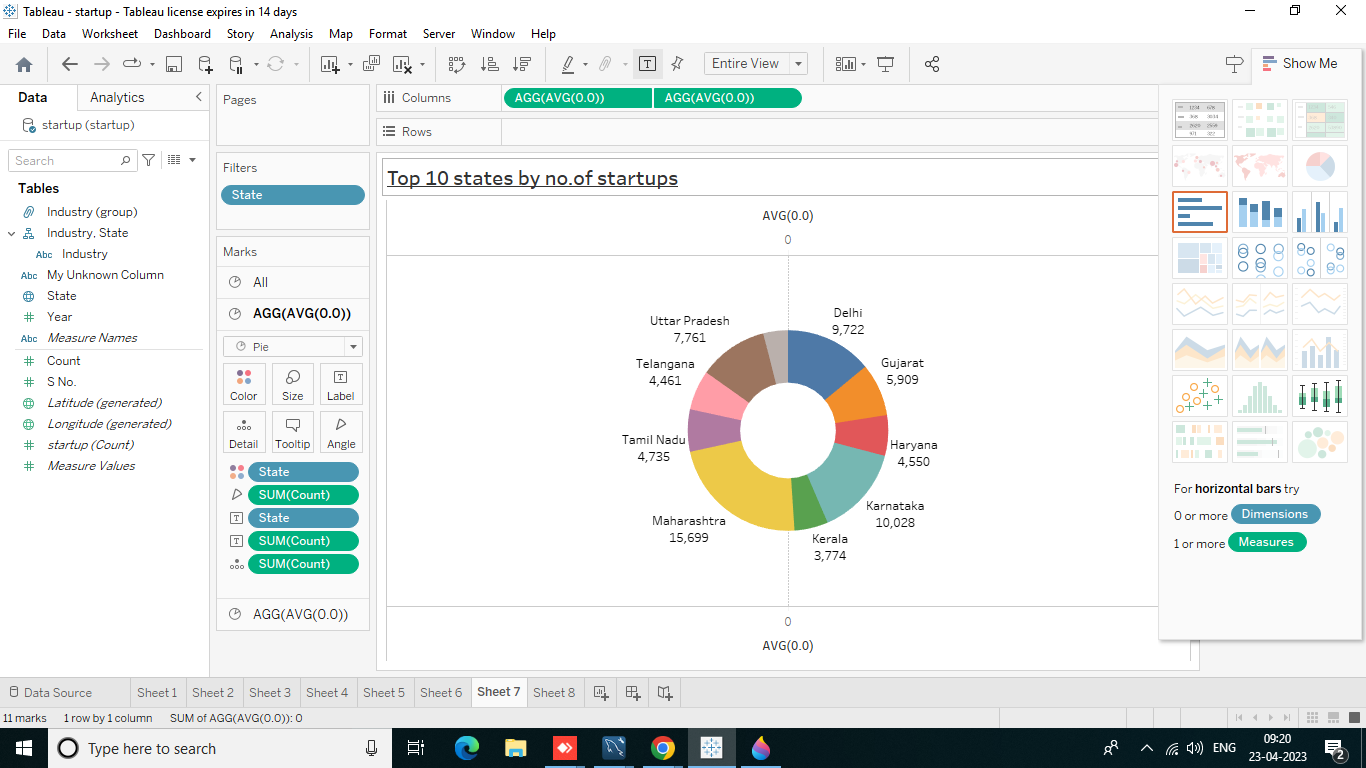 Tableau - startup - Tableau license expires in 14 days
File Data Worksheet Dashboard Story Analysis Map Format Server Window Help
Entire View
Show Me
Data Analytics
startup (startup)
Search
Tables
Industry (group)
Industry, State
Abc Industry
Abc My Unknown Column
State
Year
Abc Measure Names
Count
S No.
Latitude (generated)
Longitude (generated)
startup (Count)
Measure Values
Pages
Filters
State
Marks
All
AGG(AVG(0.0))
Pie
Color Size Label
Detail Tooltip Angle
State
SUM(Count)
State
SUM(Count)
SUM(Count)
AGG(AVG(0.0))
Columns AGG(AVG(0.0)) AGG(AVG(0.0))
Rows
Top 10 states by no.of startups
AVG(0.0)
0
Delhi
9,722
Gujarat
5,909
Haryana
4,550
Karnataka
10,028
Kerala
3,774
Maharashtra
15,699
Tamil Nadu
4,735
Telangana
4,461
Uttar Pradesh
7,761
0
AVG(0.0)
For horizontal bars try
0 or more Dimensions
1 or more Measures
Data Source Sheet 1 Sheet 2 Sheet 3 Sheet 4 Sheet 5 Sheet 6 Sheet 7 Sheet 8
11 marks 1 row by 1 column SUM of AGG(AVG(0.0)): 0
Type here to search
ENG
09:20
23-04-2023
2